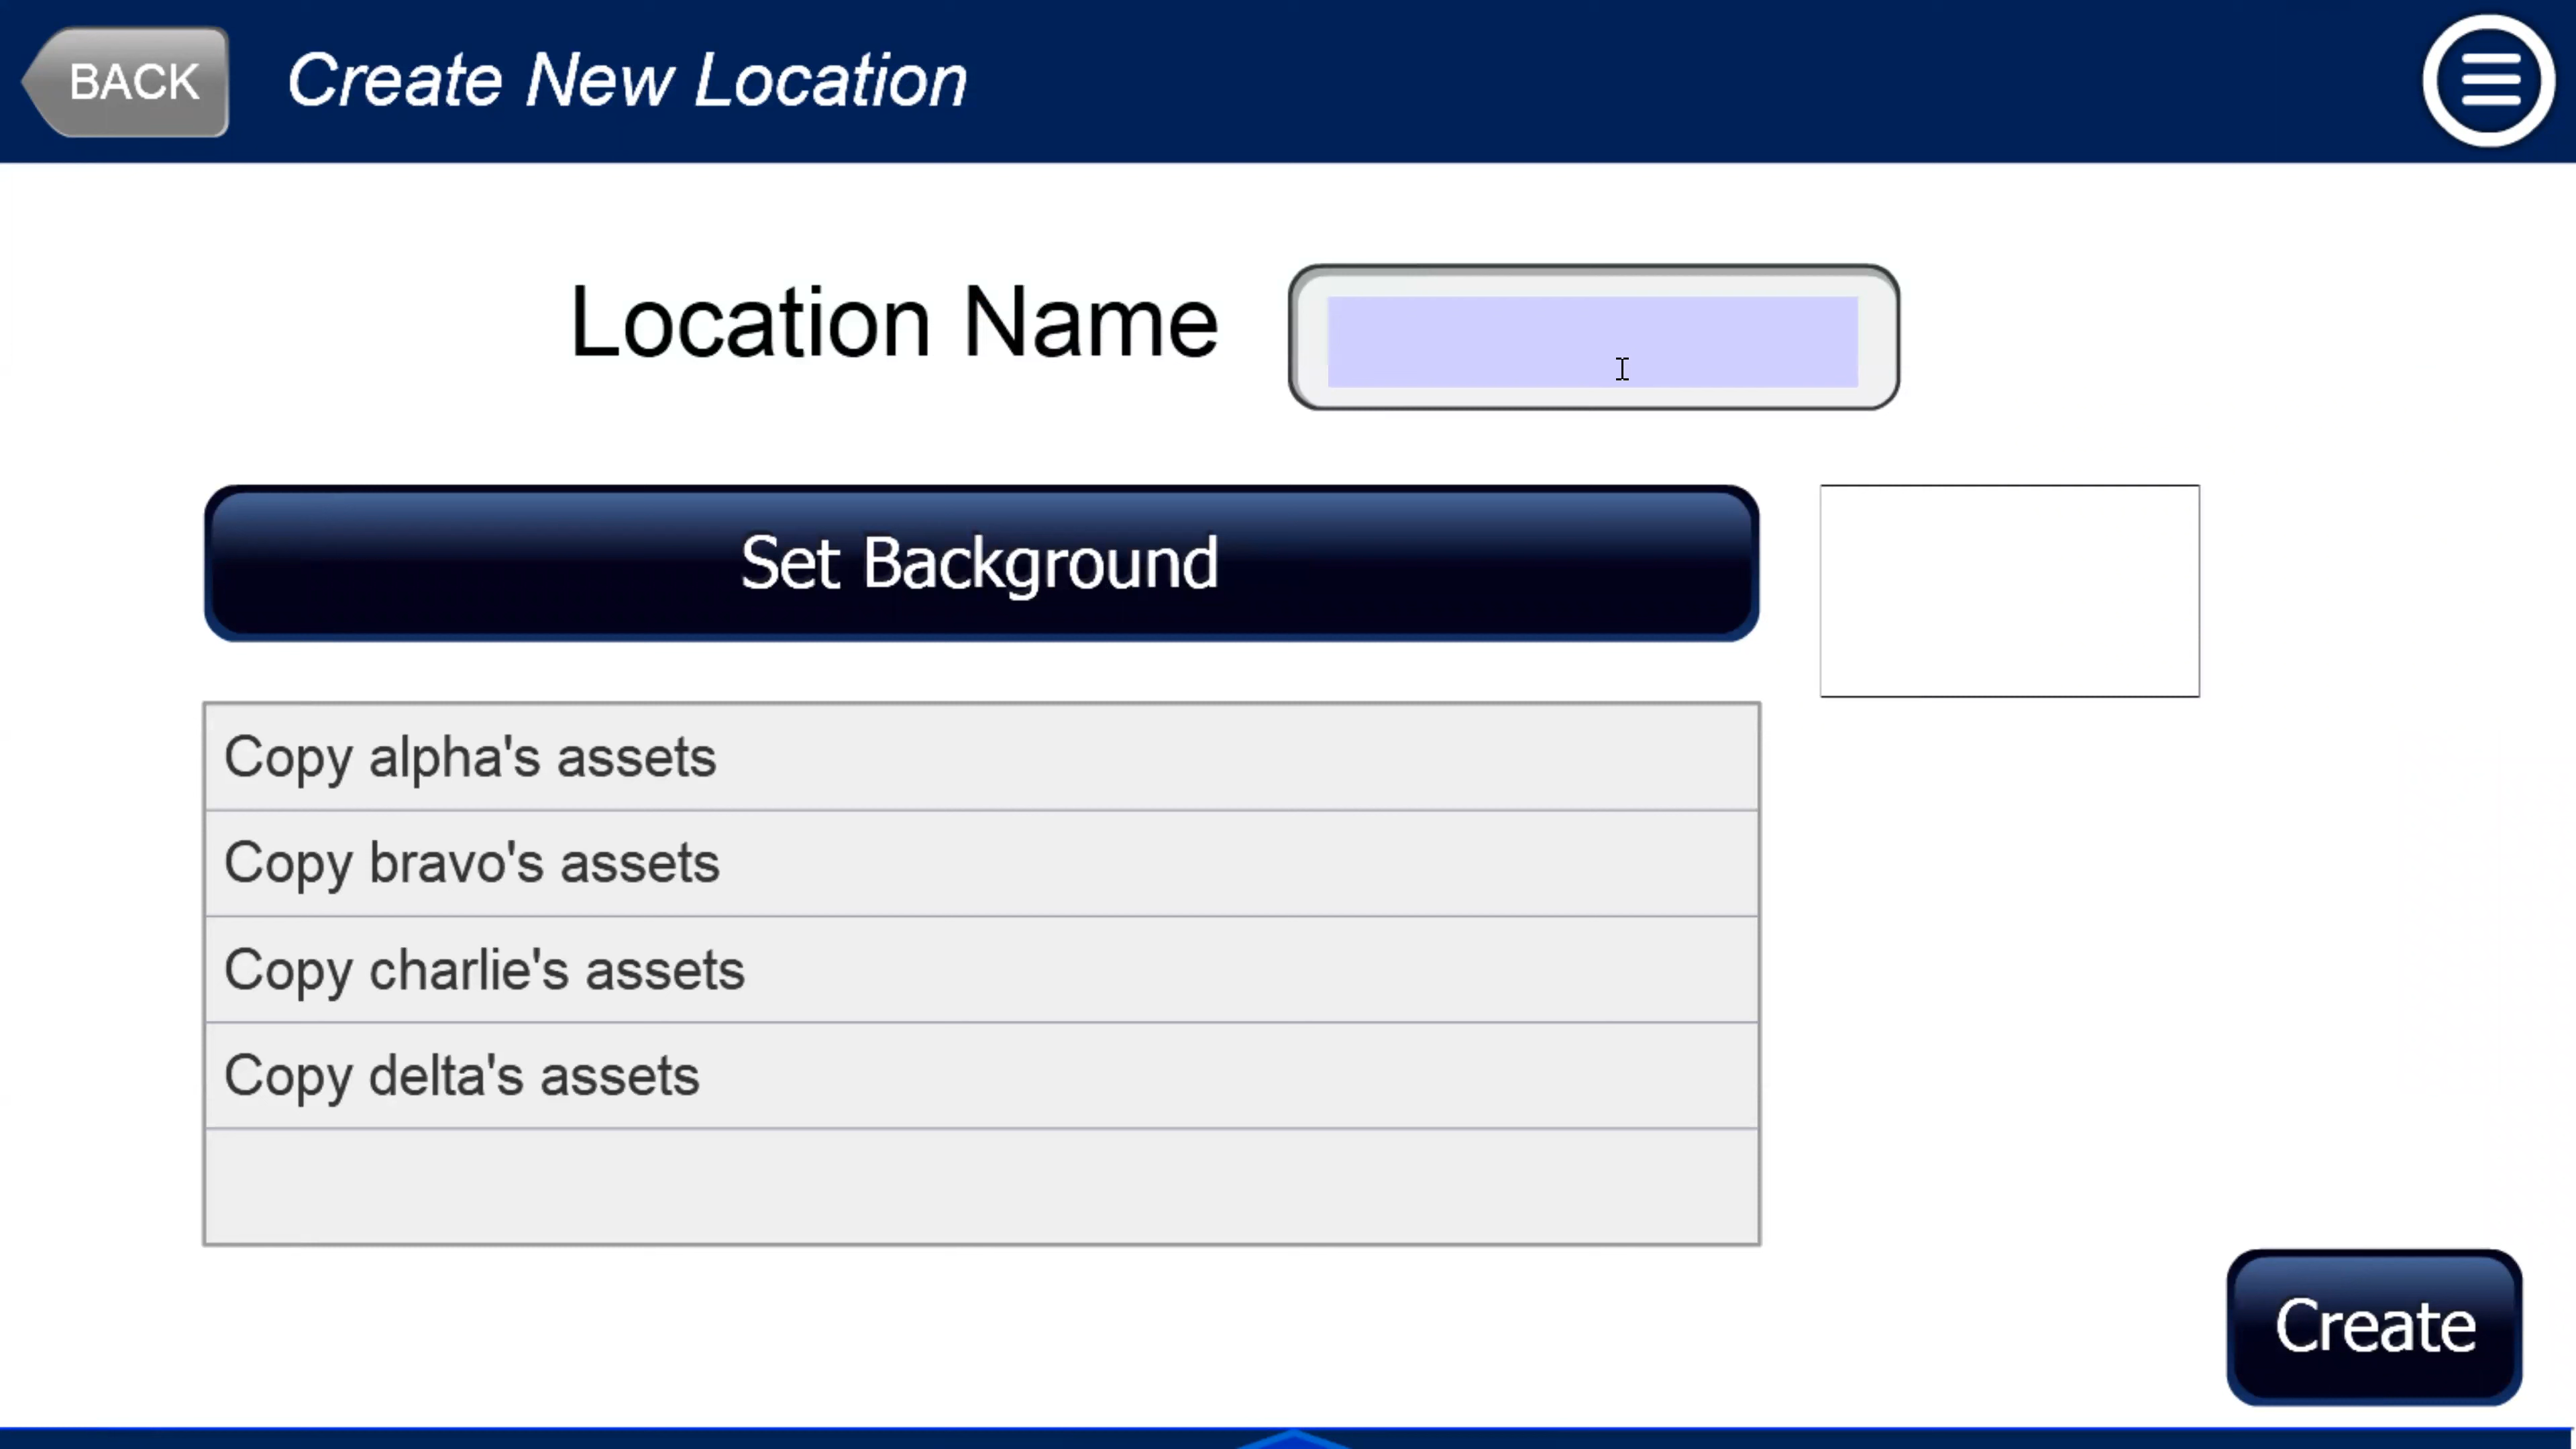 BACK
Create New Location
Location Name
Set Background
Copy alpha's assets
Copy bravo's assets
Copy charlie's assets
Copy delta's assets
Create